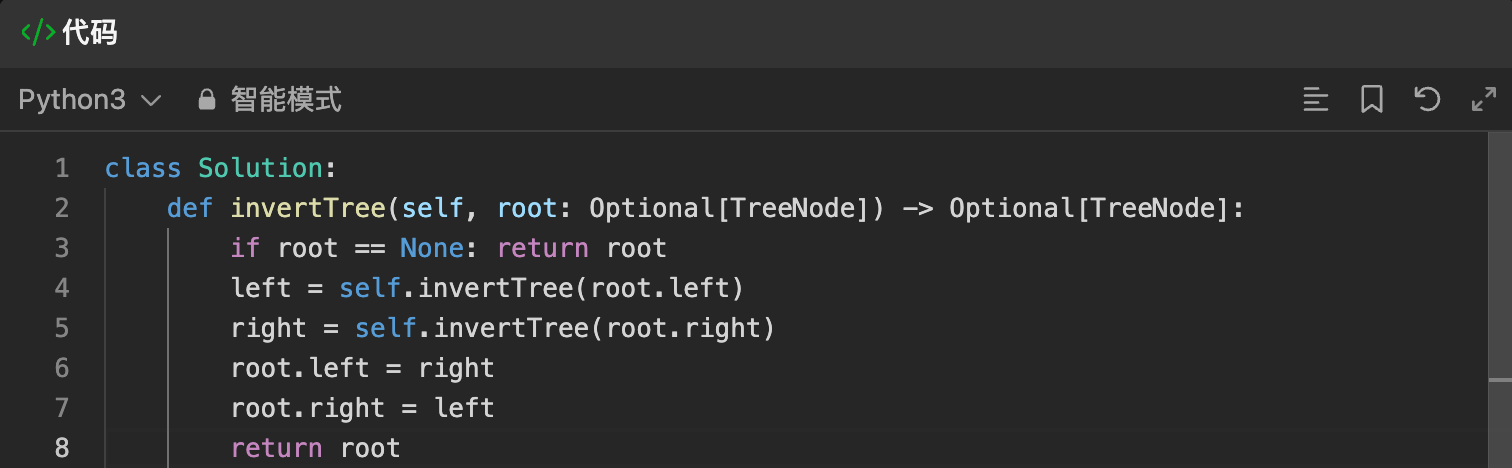 </> 代码
Python3 智能模式
1 class Solution:
2 def invertTree(self, root: Optional[TreeNode]) -> Optional[TreeNode]:
3 if root == None: return root
4 left = self.invertTree(root.left)
5 right = self.invertTree(root.right)
6 root.left = right
7 root.right = left
8 return root